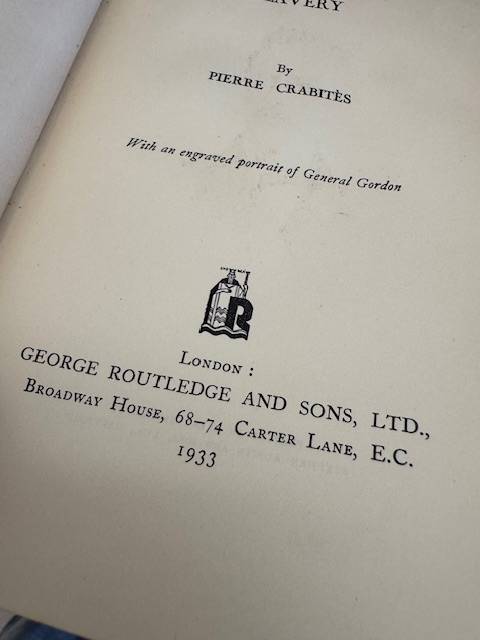 By
PIERRE CRABITÈS
With an engraved portrait of General Gordon
R
LONDON :
GEORGE ROUTLEDGE AND SONS, LTD.,
BROADWAY HOUSE, 68–74 CARTER LANE, E.C.
1933